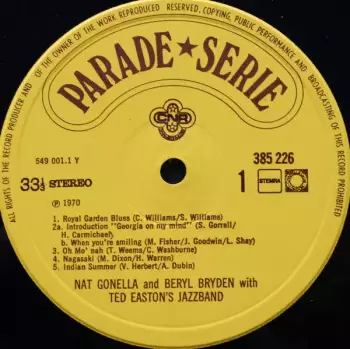 ALL RIGHTS OF THE RECORD PRODUCER AND OF THE OWNER OF THE WORK REPRODUCED RESERVED, COPYING, PUBLIC PERFORMANCE AND BROADCASTING OF THIS RECORD PROHIBITED
PARADE★SERIE
CNR
549 001.1 Y
385 226
33⅓ STEREO
1 STEMRA
℗ 1970
1. Royal Garden Blues (C. Williams/S. Williams)
2a. Introduction "Georgia on my mind" (S. Gorrell/
H. Carmichael)
b. When you're smiling (M. Fisher/J. Goodwin/L. Shay)
3. Oh Mo' nah (T. Weems/C. Washburne)
4. Nagasaki (M. Dixon/H. Warren)
5. Indian Summer (V. Herbert/A. Dubin)
NAT GONELLA and BERYL BRYDEN with
TED EASTON'S JAZZBAND